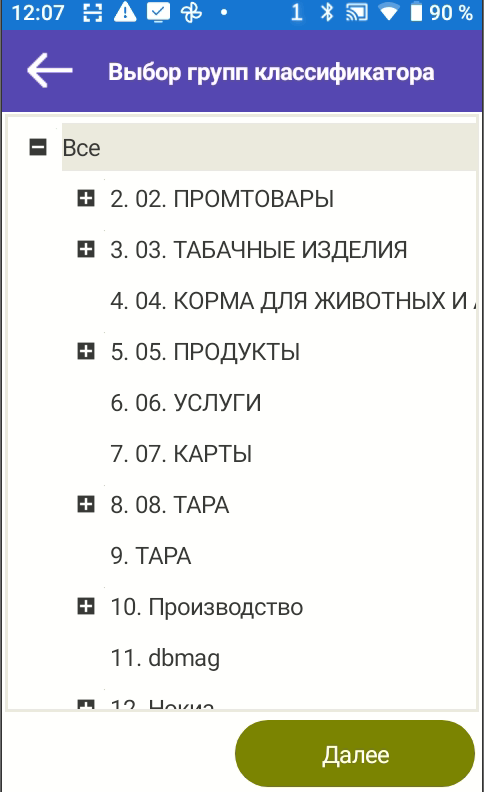 12:07 1 90 %
Выбор групп классификатора
Все
2. 02. ПРОМТОВАРЫ
3. 03. ТАБАЧНЫЕ ИЗДЕЛИЯ
4. 04. КОРМА ДЛЯ ЖИВОТНЫХ И
5. 05. ПРОДУКТЫ
6. 06. УСЛУГИ
7. 07. КАРТЫ
8. 08. ТАРА
9. ТАРА
10. Производство
11. dbmag
12.
Далее